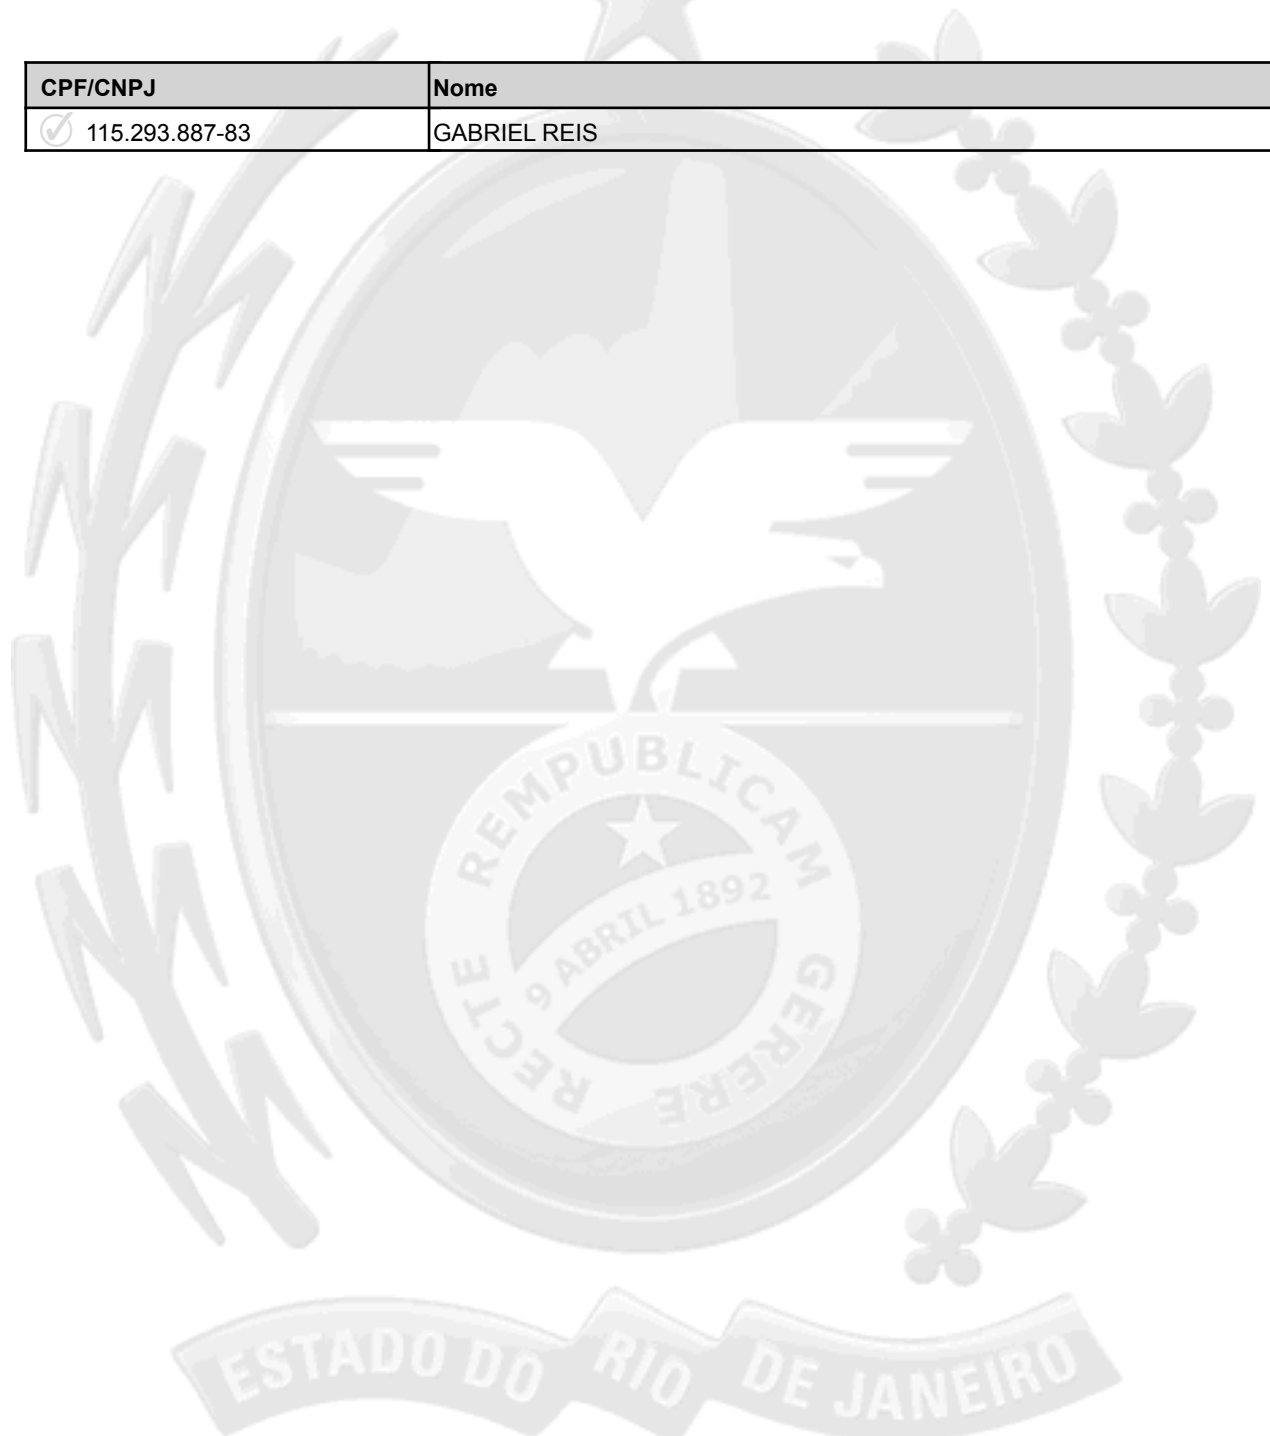 CPF/CNPJ Nome
115.293.887-83 GABRIEL REIS
REMPUBLICAM
9 ABRIL 1892
RECTE GERERE
ESTADO DO RIO DE JANEIRO